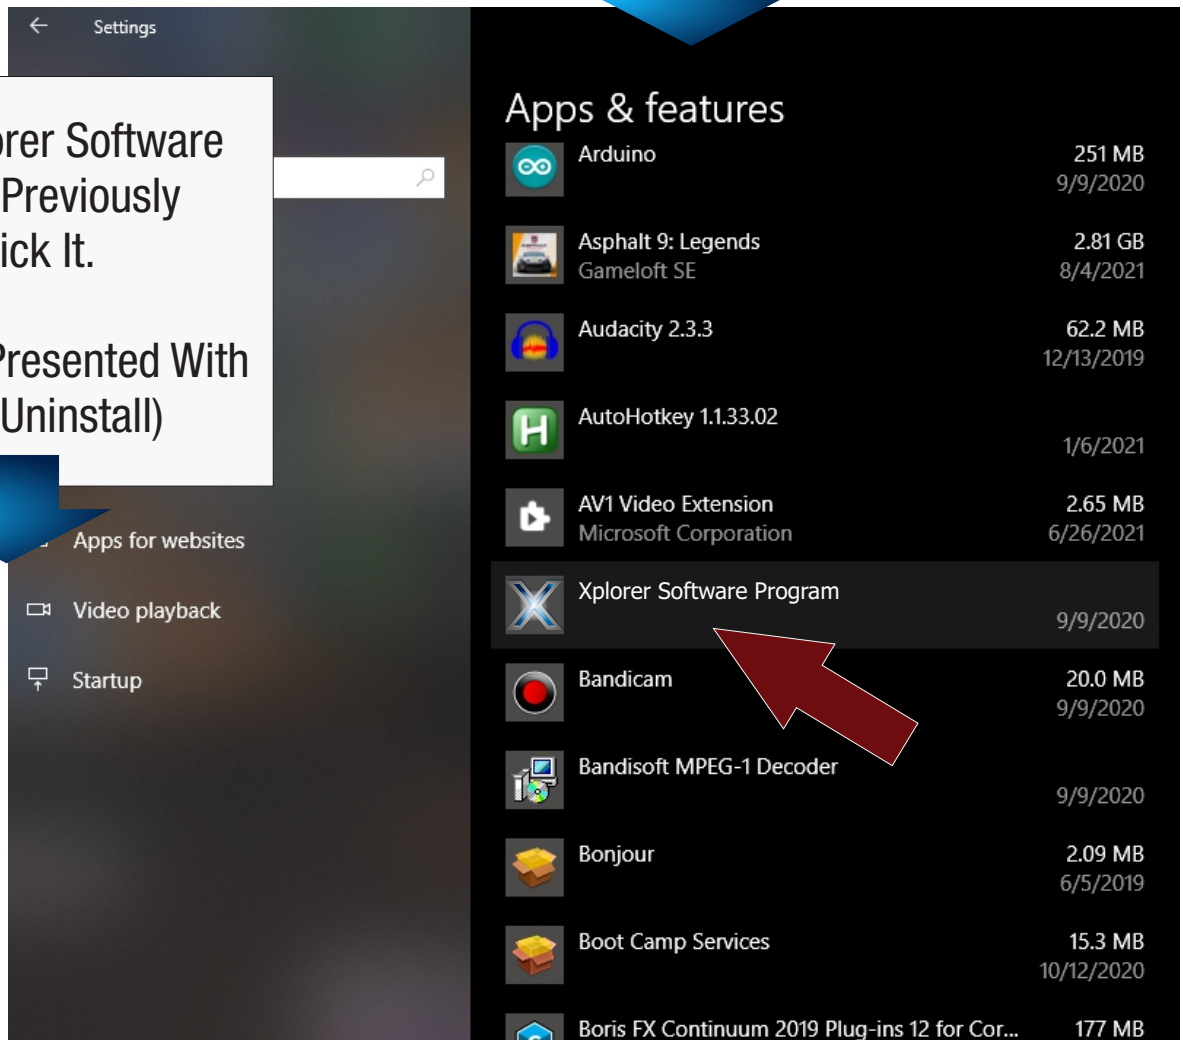 Settings
orer Software
Previously
ick It.
Presented With
Uninstall)
Apps for websites
Video playback
Startup
Apps & features
Arduino 251 MB
9/9/2020
Asphalt 9: Legends 2.81 GB
Gameloft SE 8/4/2021
Audacity 2.3.3 62.2 MB
12/13/2019
AutoHotkey 1.1.33.02
1/6/2021
AV1 Video Extension 2.65 MB
Microsoft Corporation 6/26/2021
Xplorer Software Program
9/9/2020
Bandicam 20.0 MB
9/9/2020
Bandisoft MPEG-1 Decoder
9/9/2020
Bonjour 2.09 MB
6/5/2019
Boot Camp Services 15.3 MB
10/12/2020
Boris FX Continuum 2019 Plug-ins 12 for Cor... 177 MB